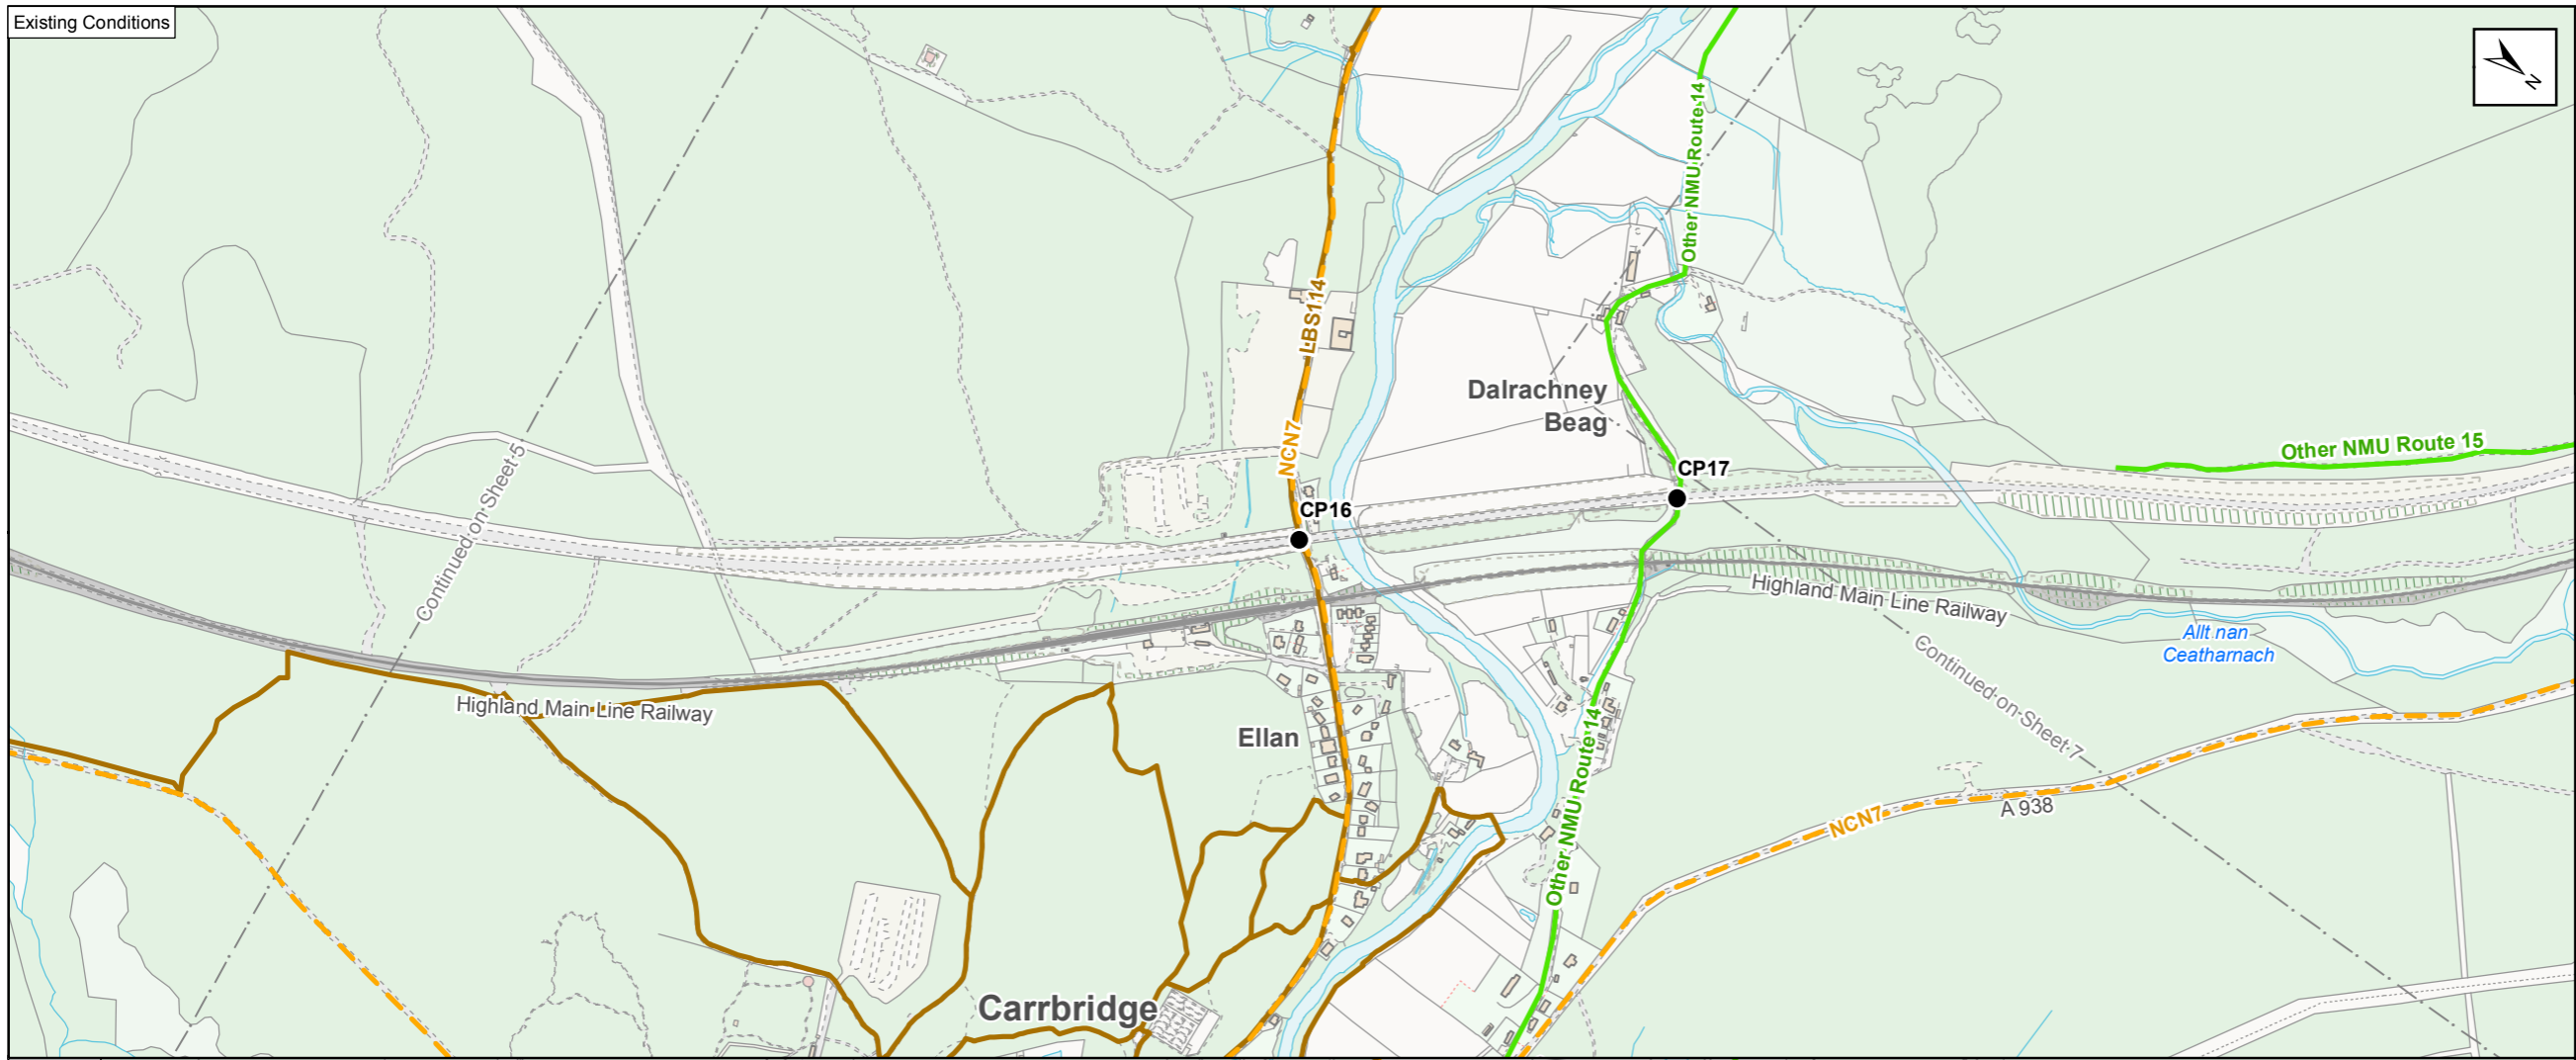 Existing Conditions
N
Other NMU Route 14
LBS114
Dalrachney
Beag
NCN7
Other NMU Route 15
CP17
CP16
Continued on Sheet 5
Highland Main Line Railway
Allt nan
Ceatharnach
Highland Main Line Railway
Continued on Sheet 7
Ellan
Other NMU Route 14
NCN7
A 938
Carrbridge